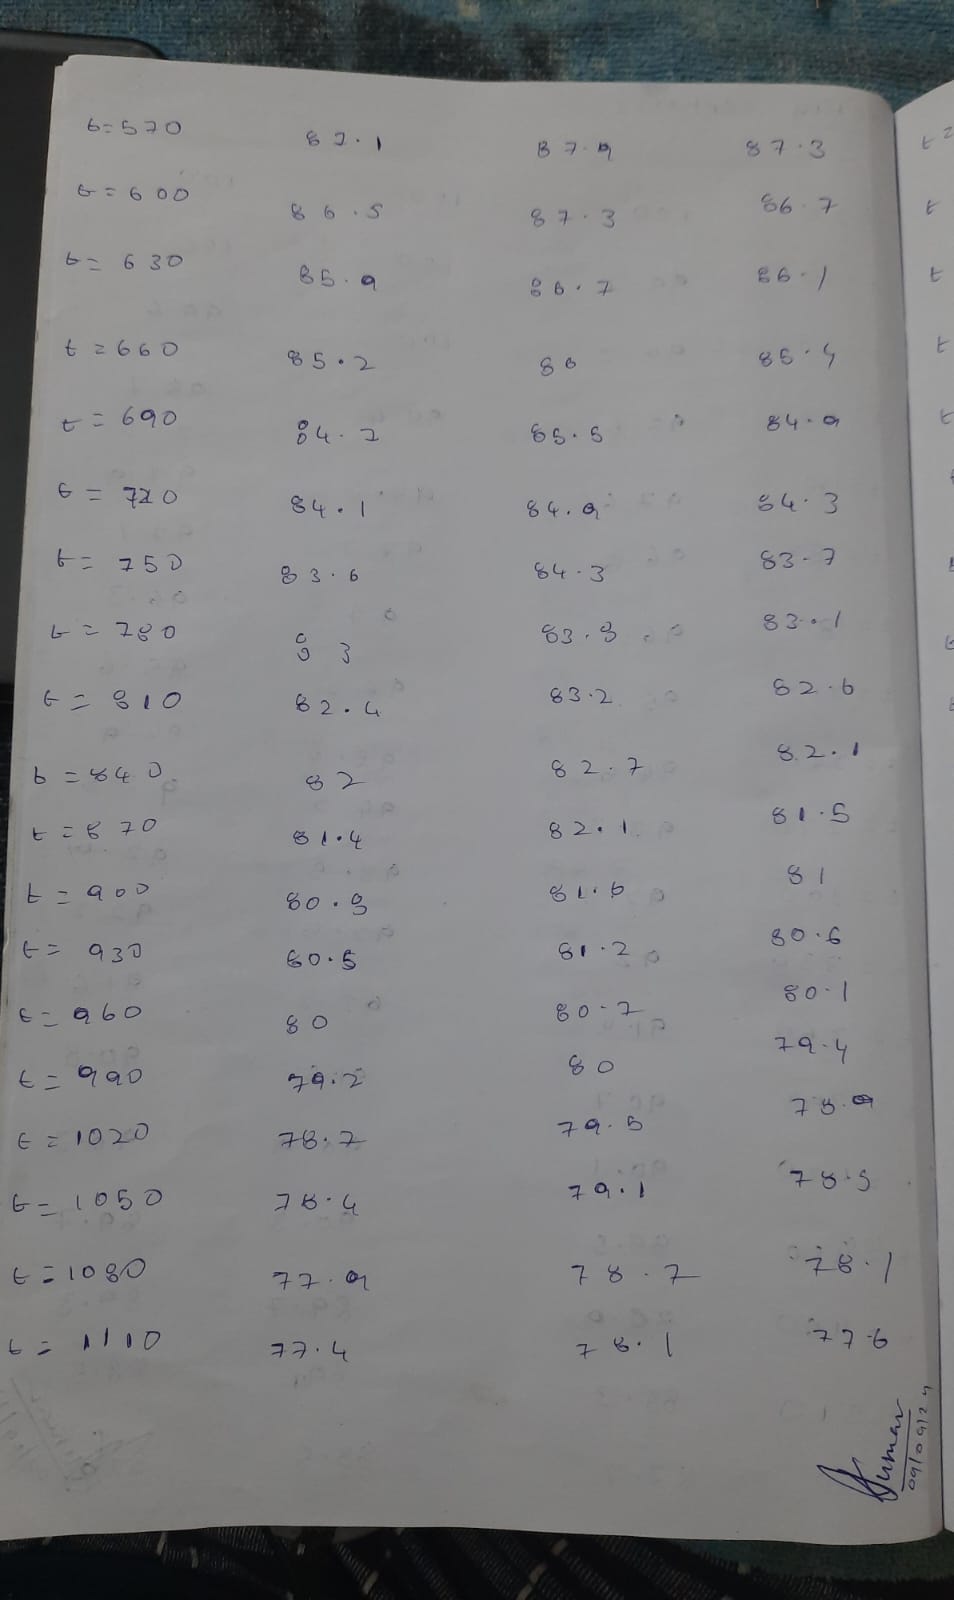 t=570 87.1 87.9 87.3
t=600 86.5 87.3 86.7
t=630 85.9 86.7 86.1
t=660 85.2 86 85.4
t=690 84.7 85.5 84.9
t=720 84.1 84.9 84.3
t=750 83.6 84.3 83.7
t=780 83 83.8 83.1
t=810 82.4 83.2 82.6
t=840 82 82.7 82.1
t=870 81.4 82.1 81.5
t=900 80.8 81.6 81
t=930 80.5 81.2 80.6
t=960 80 80.7 80.1
t=990 79.2 80 79.4
t=1020 78.7 79.5 78.9
t=1050 78.4 79.1 78.5
t=1080 77.9 78.7 78.1
t=1110 77.4 78.1 77.6
Kumar
09/09/24